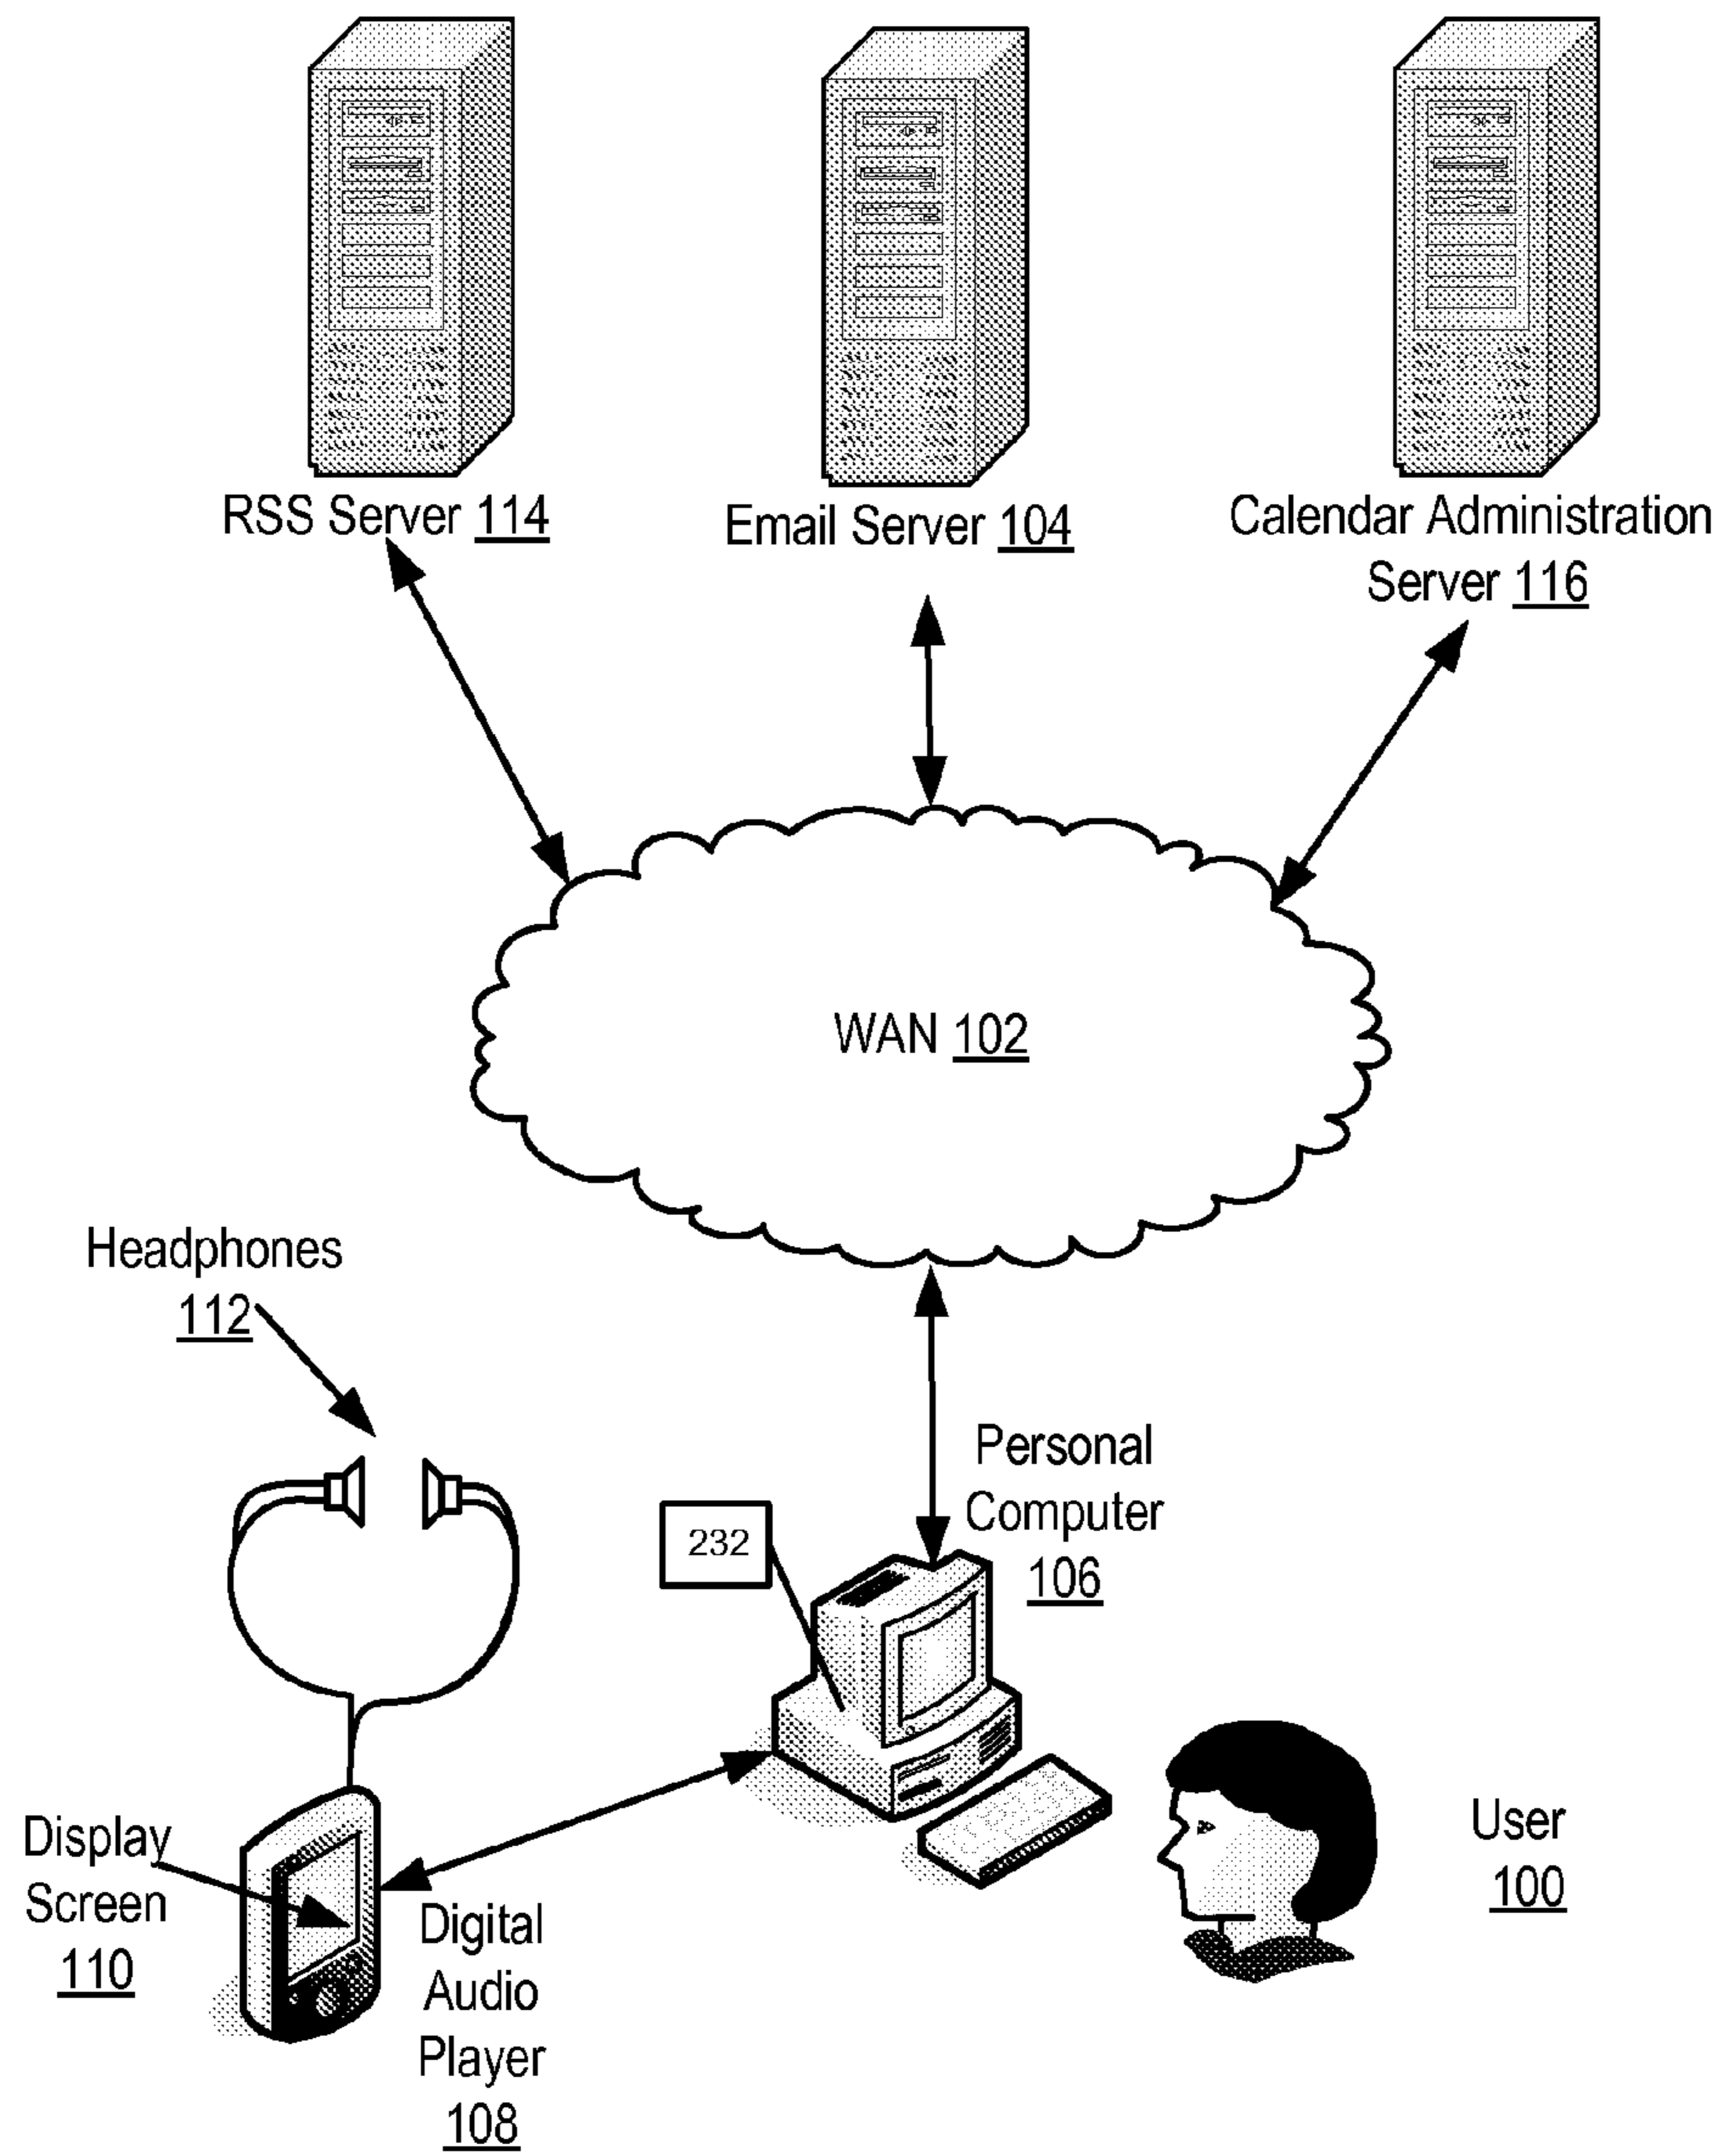 RSS Server 114
Email Server 104
Calendar Administration
Server 116
WAN 102
Headphones
112
Personal
Computer
106
232
Display
Screen
110
Digital
Audio
Player
108
User
100